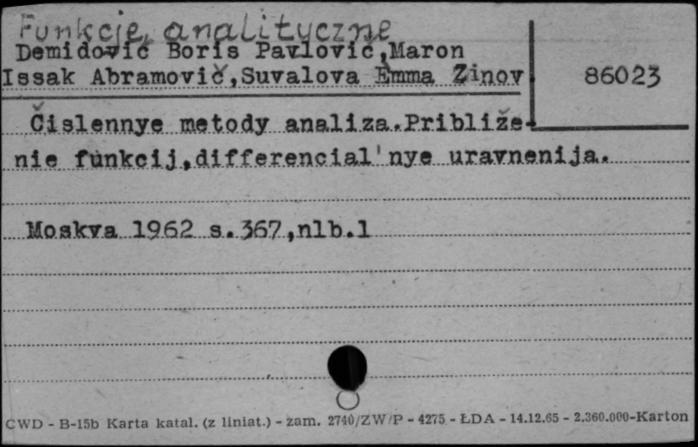 Funkcje analityczne
Demidovič Boris Pavlovič,Maron
Issak Abramovič,Suvalova Emma Zinov
86023
Čislennye metody analiza.Približe-
nie funkcij,differencial'nye uravnenija.
Moskva 1962 s.367,nlb.1
CWD - B-15b Karta katal. (z liniat.) - zam. 2740/ZW/P - 4275 - ŁDA - 14.12.65 - 2.360.000-Karton